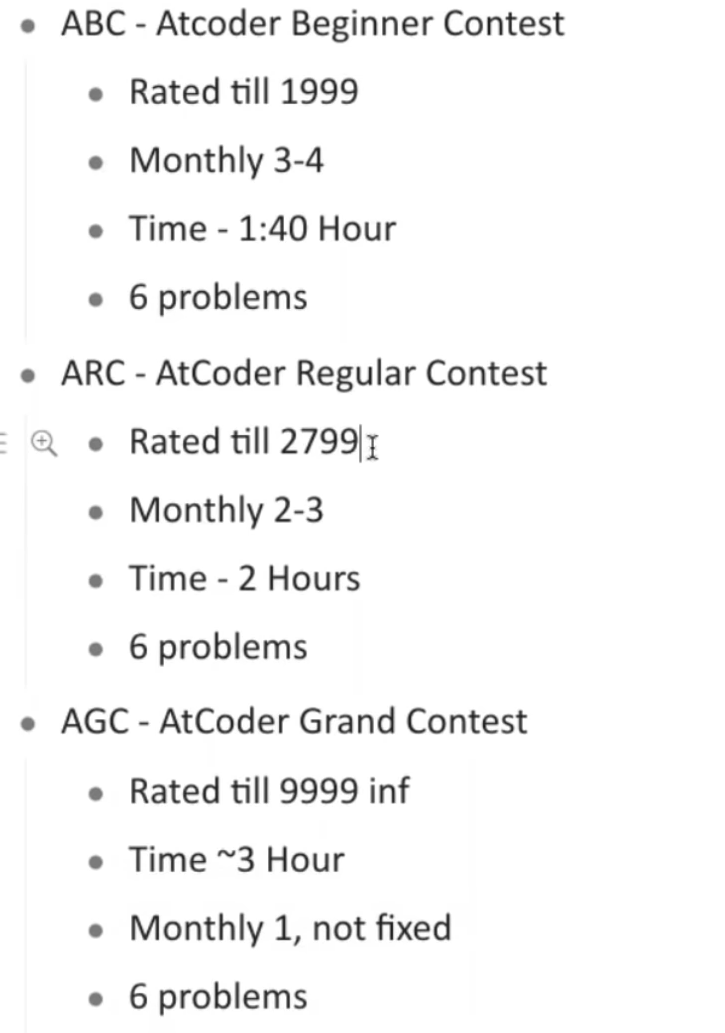 ABC - Atcoder Beginner Contest
Rated till 1999
Monthly 3-4
Time - 1:40 Hour
6 problems
ARC - AtCoder Regular Contest
Rated till 2799
Monthly 2-3
Time - 2 Hours
6 problems
AGC - AtCoder Grand Contest
Rated till 9999 inf
Time ~3 Hour
Monthly 1, not fixed
6 problems